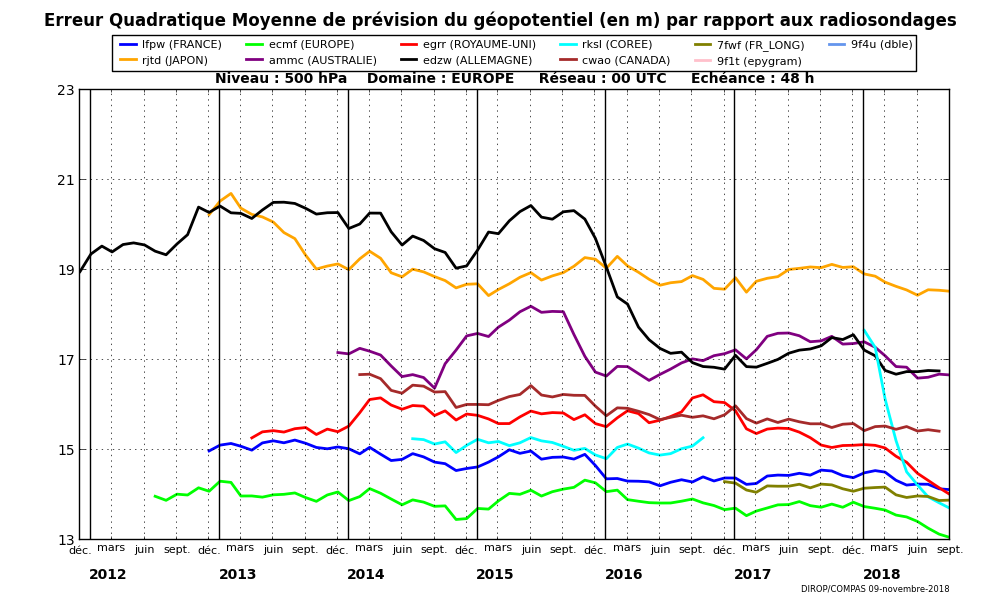 Erreur Quadratique Moyenne de prévision du géopotentiel (en m) par rapport aux radiosondages
lfpw (FRANCE) ecmf (EUROPE) egrr (ROYAUME-UNI) rksl (COREE) 7fwf (FR_LONG) 9f4u (dble)
rjtd (JAPON) ammc (AUSTRALIE) edzw (ALLEMAGNE) cwao (CANADA) 9f1t (epygram)
Niveau : 500 hPa Domaine : EUROPE Réseau : 00 UTC Echéance : 48 h
23
21
19
17
15
13
déc. mars juin sept. déc. mars juin sept. déc. mars juin sept. déc. mars juin sept. déc. mars juin sept. déc. mars juin sept. déc. mars juin sept.
2012 2013 2014 2015 2016 2017 2018
DIROP/COMPAS 09-novembre-2018